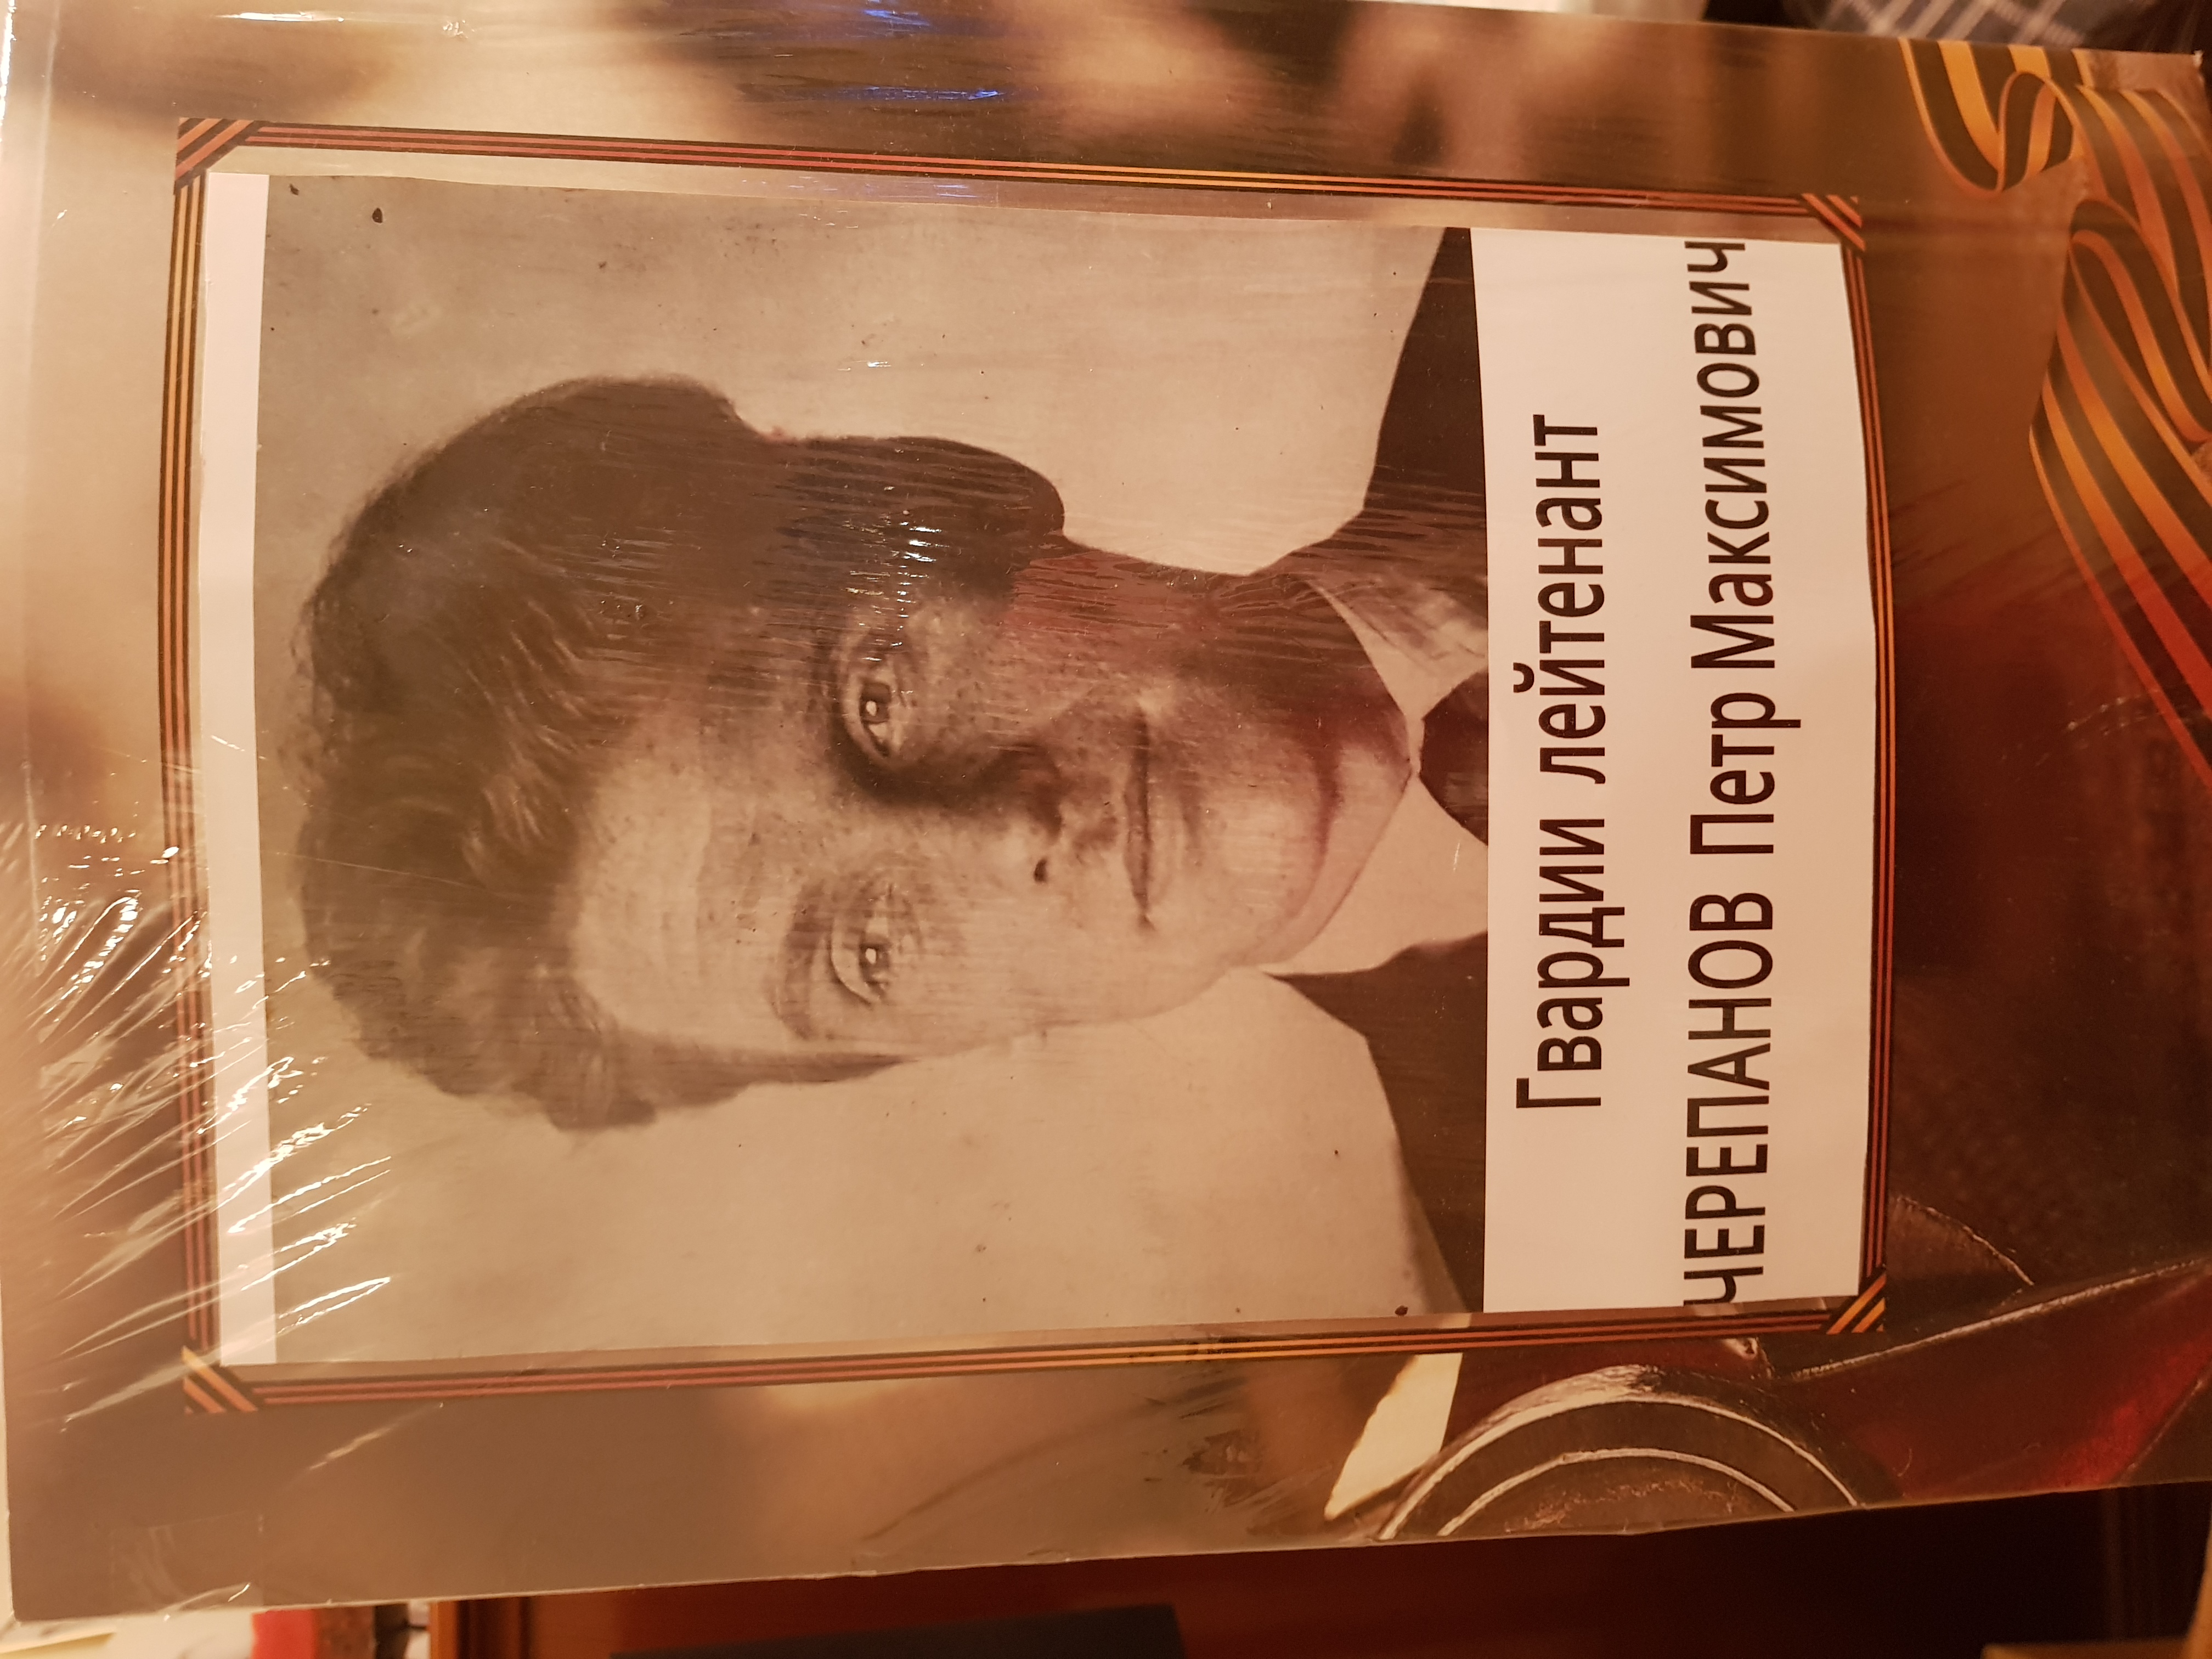 Гвардии лейтенант
ЧЕРЕПАНОВ Петр Максимович